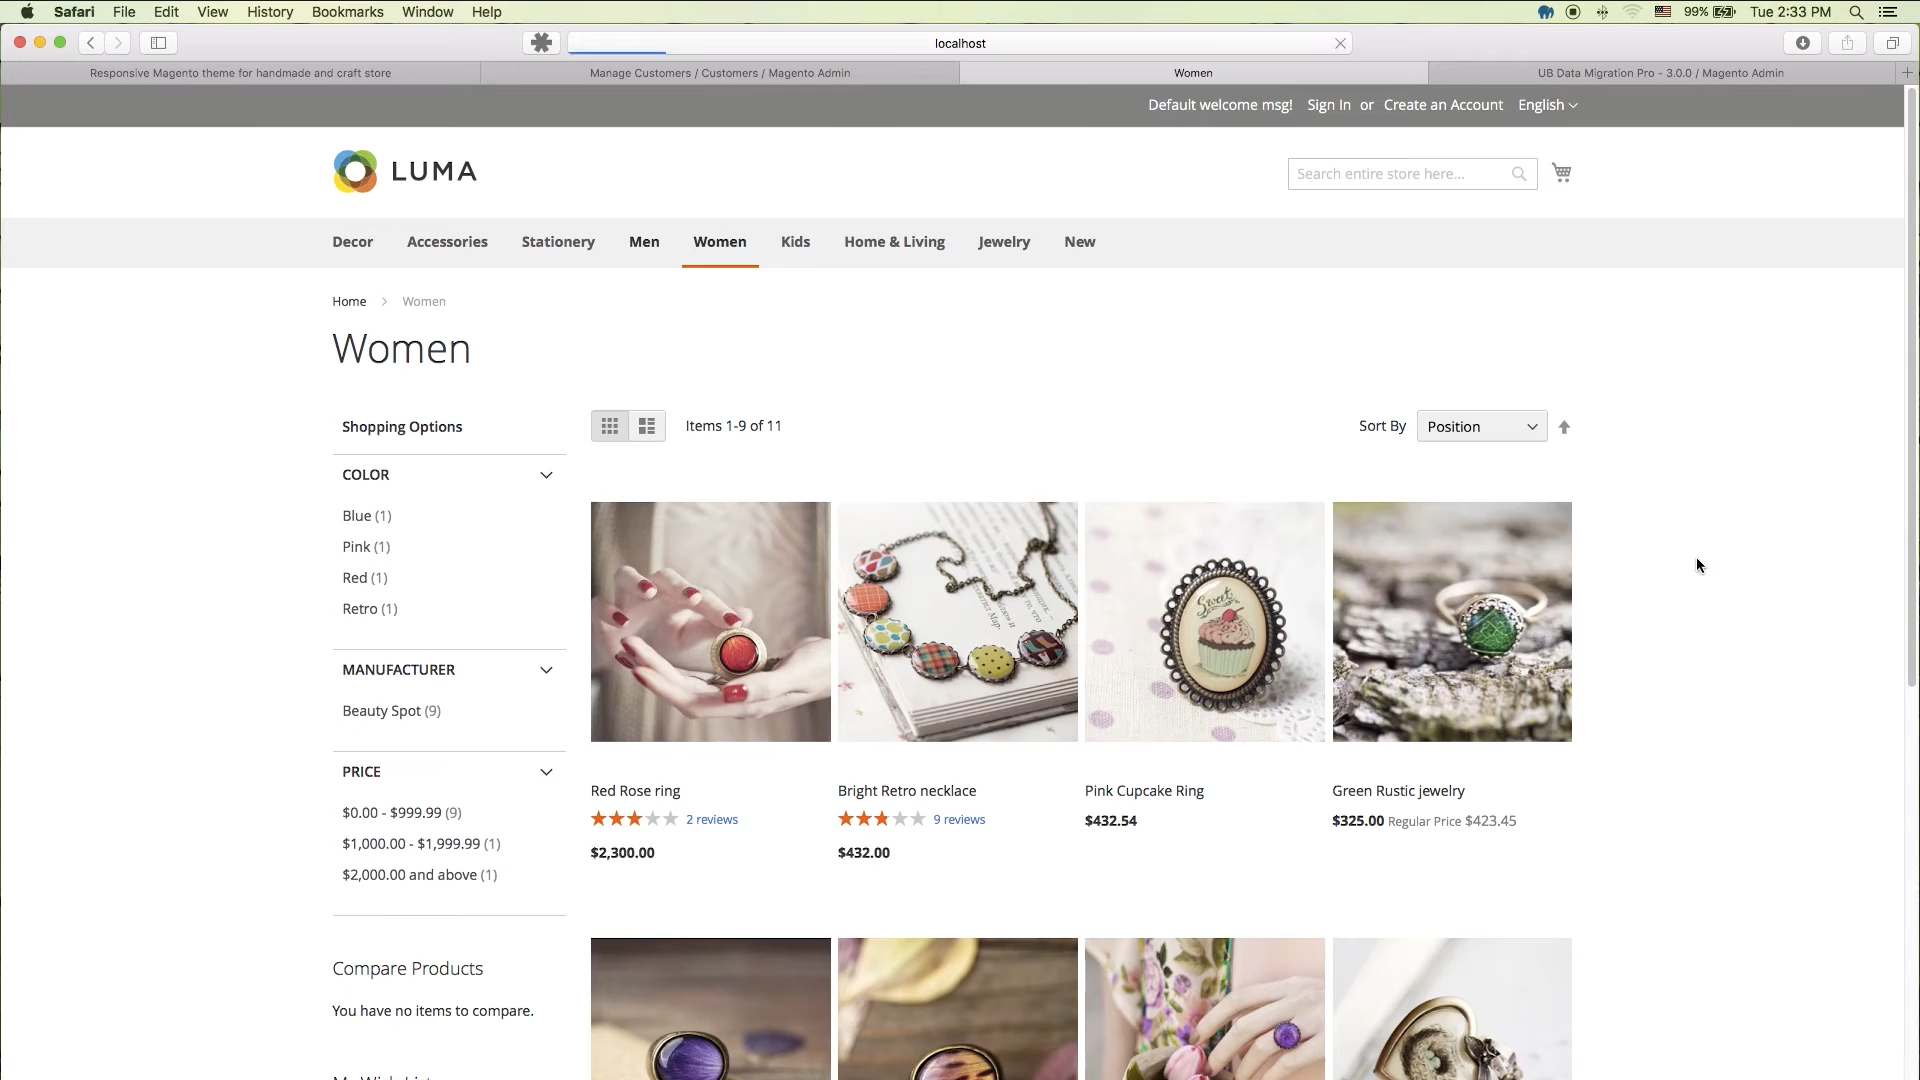 Safari File Edit View History Bookmarks Window Help 99% Tue 2:33 PM
localhost
Responsive Magento theme for handmade and craft store Manage Customers / Customers / Magento Admin Women UB Data Migration Pro - 3.0.0 / Magento Admin
Default welcome msg! Sign In or Create an Account English
LUMA
Search entire store here...
Decor Accessories Stationery Men Women Kids Home & Living Jewelry New
Home > Women
Women
Shopping Options
Items 1-9 of 11
Sort By Position
COLOR
Blue (1)
Pink (1)
Red (1)
Retro (1)
MANUFACTURER
Beauty Spot (9)
PRICE
$0.00 - $999.99 (9)
$1,000.00 - $1,999.99 (1)
$2,000.00 and above (1)
Compare Products
You have no items to compare.
Sweet
Red Rose ring
2 reviews
$2,300.00
Bright Retro necklace
9 reviews
$432.00
Pink Cupcake Ring
$432.54
Green Rustic jewelry
$325.00 Regular Price $423.45